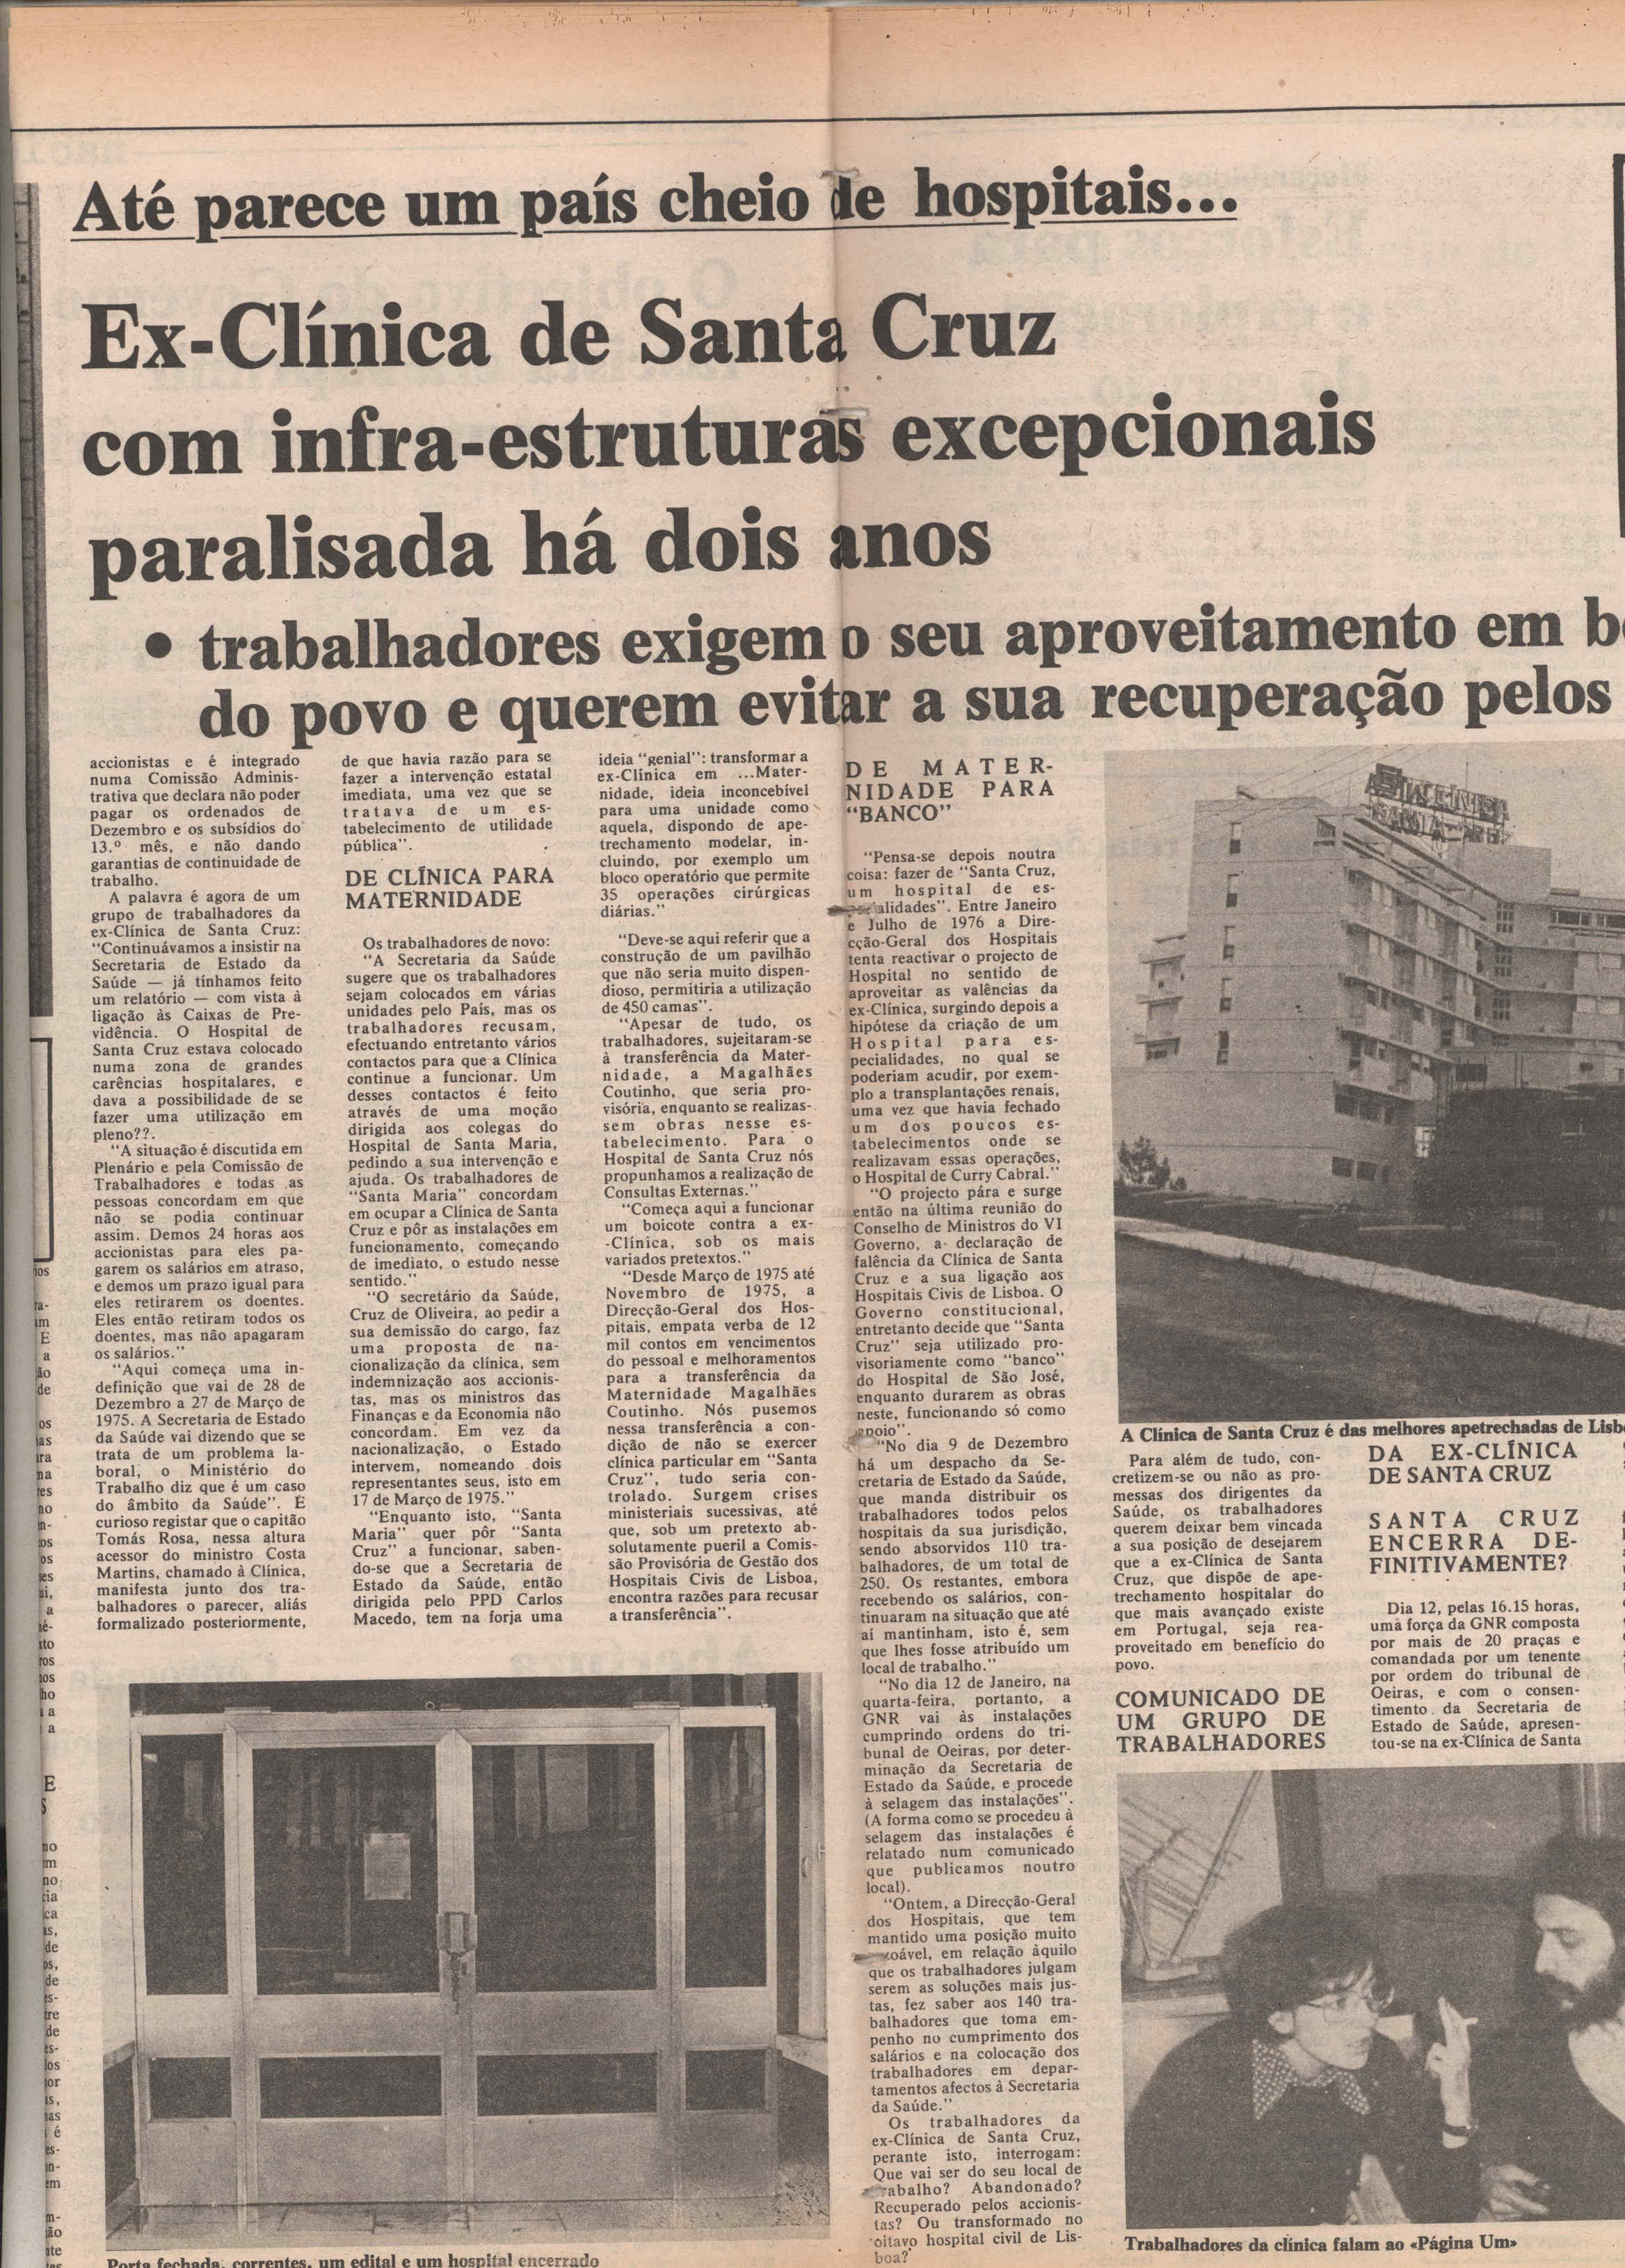 Até parece um país cheio de hospitais...
Ex-Clínica de Santa Cruz
com infra-estruturas excepcionais
paralisada há dois anos
• trabalhadores exigem o seu aproveitamento em
do povo e querem evitar a sua recuperação pelos
accionistas e é integrado
numa Comissão Adminis-
trativa que declara não poder
pagar os ordenados de
Dezembro e os subsídios do
13.º mês, e não dando
garantias de continuidade de
trabalho.
A palavra é agora de um
grupo de trabalhadores da
ex-Clínica de Santa Cruz:
"Continuávamos a insistir na
Secretaria de Estado da
Saúde — já tínhamos feito
um relatório — com vista à
ligação às Caixas de Pre-
vidência. O Hospital de
Santa Cruz estava colocado
numa zona de grandes
carências hospitalares, e
dava a possibilidade de se
fazer uma utilização em
pleno??.
"A situação é discutida em
Plenário e pela Comissão de
Trabalhadores e todas as
pessoas concordam em que
não se podia continuar
assim. Demos 24 horas aos
accionistas para eles pa-
garem os salários em atraso,
e demos um prazo igual para
eles retirarem os doentes.
Eles então retiram todos os
doentes, mas não apagaram
os salários."
"Aqui começa uma in-
definição que vai de 28 de
Dezembro a 27 de Março de
1975. A Secretaria de Estado
da Saúde vai dizendo que se
trata de um problema la-
boral, o Ministério do
Trabalho diz que é um caso
do âmbito da Saúde". E
curioso registar que o capitão
Tomás Rosa, nessa altura
acessor do ministro Costa
Martins, chamado à Clínica,
manifesta junto dos tra-
balhadores o parecer, aliás
formalizado posteriormente,
de que havia razão para se
fazer a intervenção estatal
imediata, uma vez que se
tratava de um es-
tabelecimento de utilidade
pública".
DE CLÍNICA PARA
MATERNIDADE
Os trabalhadores de novo:
"A Secretaria da Saúde
sugere que os trabalhadores
sejam colocados em várias
unidades pelo País, mas os
trabalhadores recusam,
efectuando entretanto vários
contactos para que a Clínica
continue a funcionar. Um
desses contactos é feito
através de uma moção
dirigida aos colegas do
Hospital de Santa Maria,
pedindo a sua intervenção e
ajuda. Os trabalhadores de
"Santa Maria" concordam
em ocupar a Clínica de Santa
Cruz e pôr as instalações em
funcionamento, começando
de imediato, o estudo nesse
sentido."
"O secretário da Saúde,
Cruz de Oliveira, ao pedir a
sua demissão do cargo, faz
uma proposta de na-
cionalização da clínica, sem
indemnização aos accionis-
tas, mas os ministros das
Finanças e da Economia não
concordam. Em vez da
nacionalização, o Estado
intervem, nomeando dois
representantes seus, isto em
17 de Março de 1975."
"Enquanto isto, "Santa
Maria" quer pôr "Santa
Cruz" a funcionar, saben-
do-se que a Secretaria de
Estado da Saúde, então
dirigida pelo PPD Carlos
Macedo, tem na forja uma
ideia "genial": transformar a
ex-Clínica em ...Mater-
nidade, ideia inconcebível
para uma unidade como
aquela, dispondo de ape-
trechamento modelar, in-
cluindo, por exemplo um
bloco operatório que permite
35 operações cirúrgicas
diárias."
"Deve-se aqui referir que a
construção de um pavilhão
que não seria muito dispen-
dioso, permitiria a utilização
de 450 camas".
"Apesar de tudo, os
trabalhadores, sujeitaram-se
à transferência da Mater-
nidade, a Magalhães
Coutinho, que seria pro-
visória, enquanto se realizas-
sem obras nesse es-
tabelecimento. Para o
Hospital de Santa Cruz nós
propunhamos a realização de
Consultas Externas."
"Começa aqui a funcionar
um boicote contra a ex-
-Clínica, sob os mais
variados pretextos."
"Desde Março de 1975 até
Novembro de 1975, a
Direcção-Geral dos Hos-
pitais, empata verba de 12
mil contos em vencimentos
do pessoal e melhoramentos
para a transferência da
Maternidade Magalhães
Coutinho. Nós pusemos
nessa transferência a con-
dição de não se exercer
clínica particular em "Santa
Cruz", tudo seria con-
trolado. Surgem crises
ministeriais sucessivas, até
que, sob um pretexto ab-
solutamente pueril a Comis-
são Provisória de Gestão dos
Hospitais Civis de Lisboa,
encontra razões para recusar
a transferência".
DE MATER-
NIDADE PARA
"BANCO"
"Pensa-se depois noutra
coisa: fazer de "Santa Cruz,
um hospital de es-
alidades". Entre Janeiro
e Julho de 1976 a Dire-
cção-Geral dos Hospitais
tenta reactivar o projecto de
Hospital no sentido de
aproveitar as valências da
ex-Clínica, surgindo depois a
hipótese da criação de um
Hospital para es-
pecialidades, no qual se
poderiam acudir, por exem-
plo a transplantações renais,
uma vez que havia fechado
um dos poucos es-
tabelecimentos onde se
realizavam essas operações,
o Hospital de Curry Cabral."
"O projecto pára e surge
então na última reunião do
Conselho de Ministros do VI
Governo, a declaração de
falência da Clínica de Santa
Cruz e a sua ligação aos
Hospitais Civis de Lisboa. O
Governo constitucional,
entretanto decide que "Santa
Cruz" seja utilizado pro-
visoriamente como "banco"
do Hospital de São José,
enquanto durarem as obras
neste, funcionando só como
apoio".
"No dia 9 de Dezembro
há um despacho da Se-
cretaria de Estado da Saúde,
que manda distribuir os
trabalhadores todos pelos
hospitais da sua jurisdição,
sendo absorvidos 110 tra-
balhadores, de um total de
250. Os restantes, embora
recebendo os salários, con-
tinuaram na situação que até
aí mantinham, isto é, sem
que lhes fosse atribuído um
local de trabalho."
"No dia 12 de Janeiro, na
quarta-feira, portanto, a
GNR vai às instalações
cumprindo ordens do tri-
bunal de Oeiras, por deter-
minação da Secretaria de
Estado da Saúde, e procede
à selagem das instalações".
(A forma como se procedeu à
selagem das instalações é
relatado num comunicado
que publicamos noutro
local).
"Ontem, a Direcção-Geral
dos Hospitais, que tem
mantido uma posição muito
zoável, em relação àquilo
que os trabalhadores julgam
serem as soluções mais jus-
tas, fez saber aos 140 tra-
balhadores que toma em-
penho no cumprimento dos
salários e na colocação dos
trabalhadores em depar-
tamentos afectos à Secretaria
da Saúde."
Os trabalhadores da
ex-Clínica de Santa Cruz,
perante isto, interrogam:
Que vai ser do seu local de
rabalho? Abandonado?
Recuperado pelos accionis-
tas? Ou transformado no
oitavo hospital civil de Lis-
boa?
A Clínica de Santa Cruz é das melhores apetrechadas de Lisb
Para além de tudo, con-
cretizem-se ou não as pro-
messas dos dirigentes da
Saúde, os trabalhadores
querem deixar bem vincada
a sua posição de desejarem
que a ex-Clínica de Santa
Cruz, que dispõe de ape-
trechamento hospitalar do
que mais avançado existe
em Portugal, seja rea-
proveitado em benefício do
povo.
COMUNICADO DE
UM GRUPO DE
TRABALHADORES
DA EX-CLÍNICA
DE SANTA CRUZ
SANTA CRUZ
ENCERRA DE-
FINITIVAMENTE?
Dia 12, pelas 16.15 horas,
uma força da GNR composta
por mais de 20 praças e
comandada por um tenente
por ordem do tribunal de
Oeiras, e com o consen-
timento da Secretaria de
Estado de Saúde, apresen-
tou-se na ex-Clínica de Santa
Trabalhadores da clínica falam ao «Página Um»
Porta fechada, correntes, um edital e um hospital encerrado